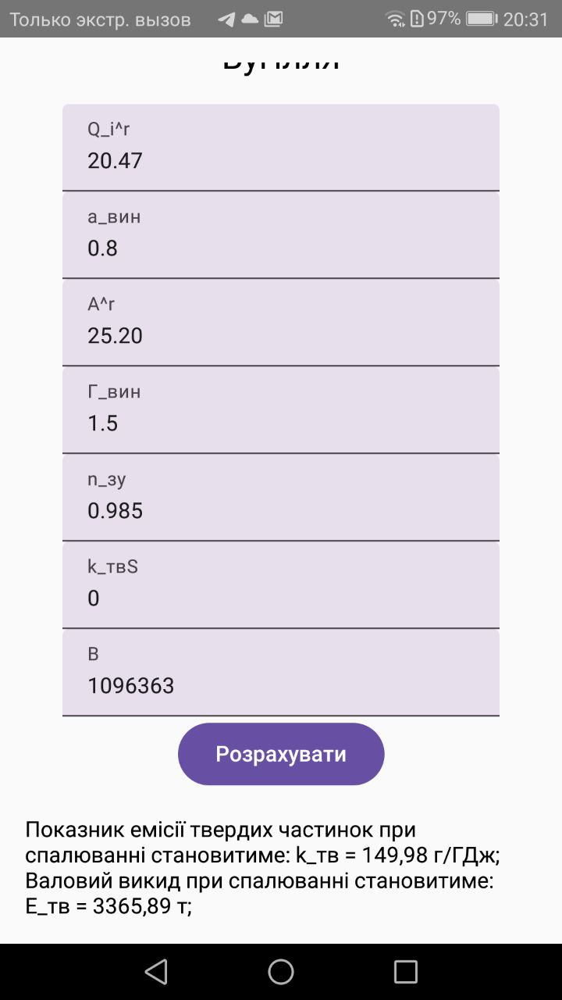 Только экстр. вызов 97% 20:31
Вугілля
Q_i^r
20.47
а_вин
0.8
A^r
25.20
Г_вин
1.5
n_зу
0.985
k_твS
0
B
1096363
Розрахувати
Показник емісії твердих частинок при
спалюванні становитиме: k_тв = 149,98 г/ГДж;
Валовий викид при спалюванні становитиме:
E_тв = 3365,89 т;